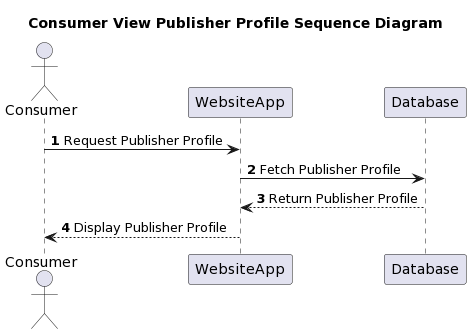 Consumer View Publisher Profile Sequence Diagram
Consumer
WebsiteApp
Database
1 Request Publisher Profile
2 Fetch Publisher Profile
3 Return Publisher Profile
4 Display Publisher Profile
Consumer
WebsiteApp
Database